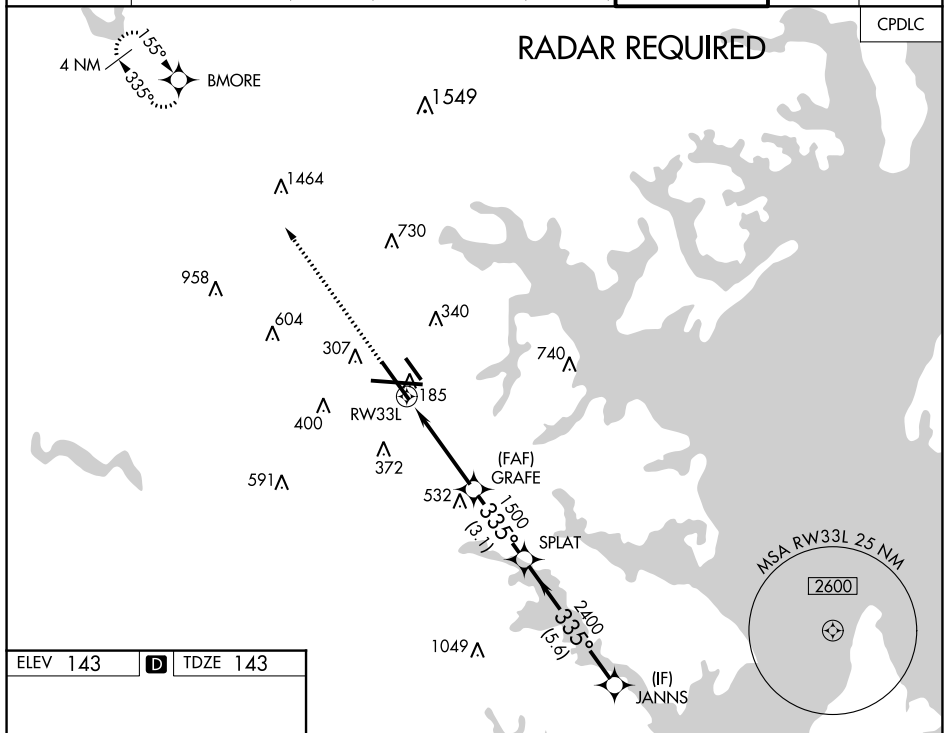 CPDLC
RADAR REQUIRED
155°
4 NM
335°
BMORE
1549
1464
730
958
604
340
307
740
185
RW33L
400
372
(FAF)
GRAFE
591
532
1500
335°
(3.1)
SPLAT
MSA RW33L 25 NM
2600
2400
335°
(5.6)
1049
(IF)
JANNS
ELEV 143 D TDZE 143